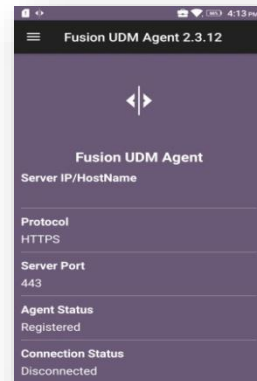 4:13 PM
Fusion UDM Agent 2.3.12
Fusion UDM Agent
Server IP/HostName
Protocol
HTTPS
Server Port
443
Agent Status
Registered
Connection Status
Disconnected